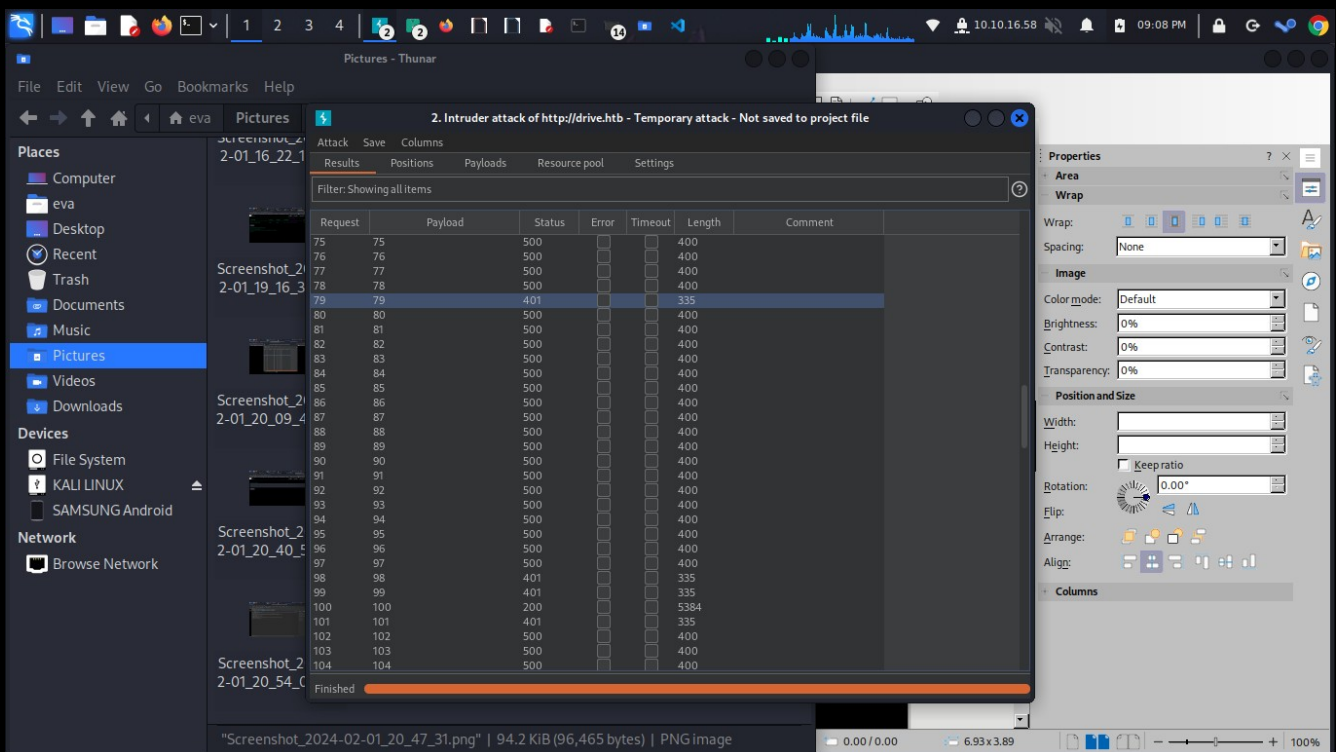 1 2 3 4 2 2 14 10.10.16.58 09:08 PM
Pictures - Thunar
File Edit View Go Bookmarks Help
eva Pictures
Places
Computer
eva
Desktop
Recent
Trash
Documents
Music
Pictures
Videos
Downloads
Devices
File System
KALI LINUX
SAMSUNG Android
Network
Browse Network
2-01_16_22_1
Screenshot_20
2-01_19_16_3
Screenshot_20
2-01_20_09_4
Screenshot_2
2-01_20_40_5
Screenshot_2
2-01_20_54_0
"Screenshot_2024-02-01_20_47_31.png" | 94.2 KiB (96,465 bytes) | PNG image
2. Intruder attack of http://drive.htb - Temporary attack - Not saved to project file
Attack Save Columns
Results Positions Payloads Resource pool Settings
Filter: Showing all items
Request Payload Status Error Timeout Length Comment
75 75 500 400
76 76 500 400
77 77 500 400
78 78 500 400
79 79 401 335
80 80 500 400
81 81 500 400
82 82 500 400
83 83 500 400
84 84 500 400
85 85 500 400
86 86 500 400
87 87 500 400
88 88 500 400
89 89 500 400
90 90 500 400
91 91 500 400
92 92 500 400
93 93 500 400
94 94 500 400
95 95 500 400
96 96 500 400
97 97 500 400
98 98 401 335
99 99 401 335
100 100 200 5384
101 101 401 335
102 102 500 400
103 103 500 400
104 104 500 400
Finished
Properties
Area
Wrap
Wrap:
Spacing: None
Image
Color mode: Default
Brightness: 0%
Contrast: 0%
Transparency: 0%
Position and Size
Width:
Height:
Keep ratio
Rotation: 0.00°
Flip:
Arrange:
Align:
Columns
0.00 / 0.00 6.93 x 3.89 100%